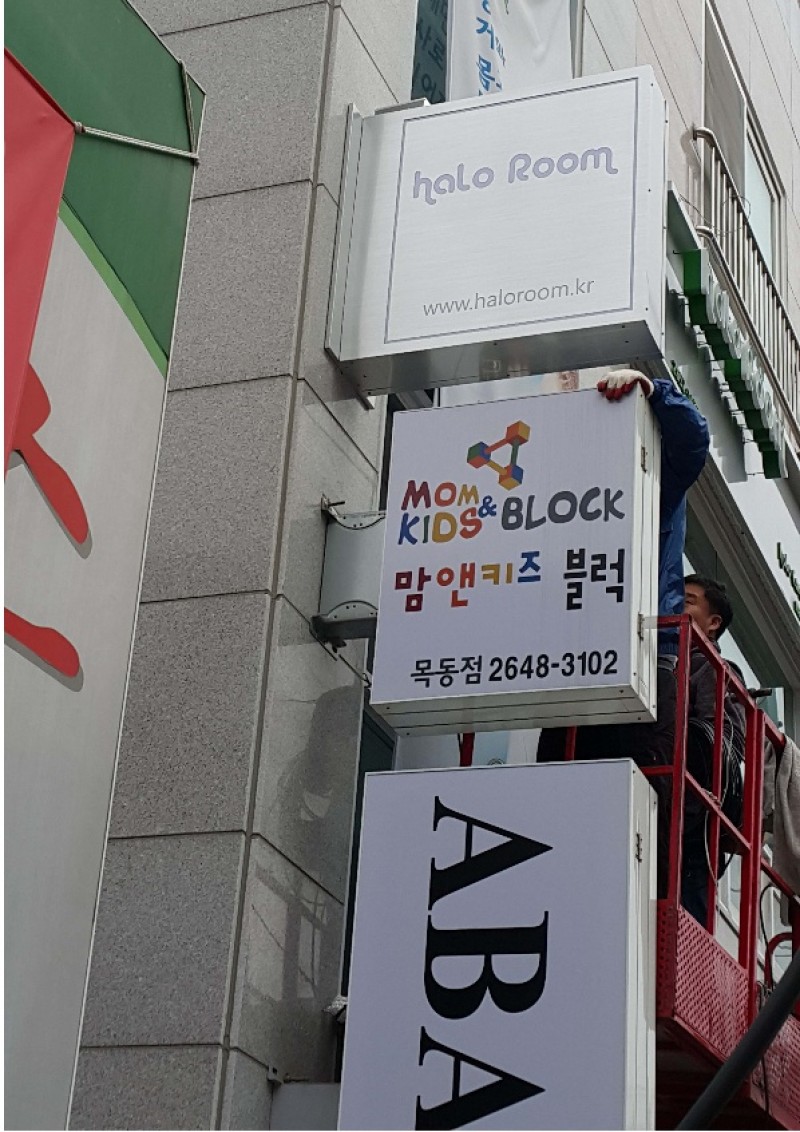 halo Room
www.haloroom.kr
MOM
KIDS & BLOCK
맘앤키즈 블럭
목동점 2648-3102
ABA